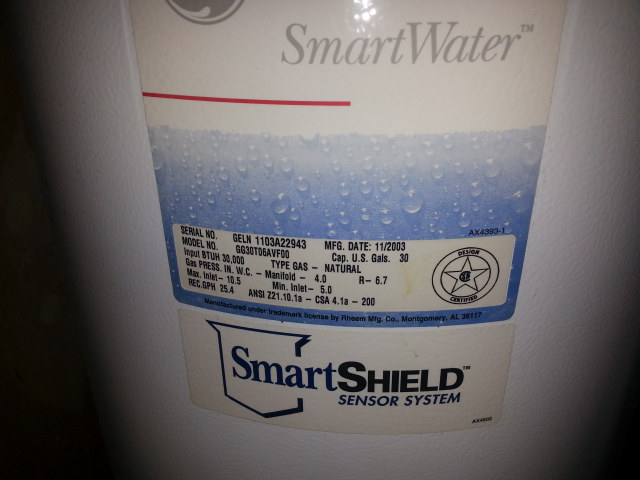 SmartWater™
AX4393-1
SERIAL NO. GELN 1103A22943 MFG. DATE: 11/2003
MODEL NO. GG30T06AVF00 Cap. U.S. Gals. 30
Input BTUH 30,000 TYPE GAS - NATURAL
Gas PRESS. IN. W.C. - Manifold - 4.0 R- 6.7
Max. Inlet- 10.5 Min. Inlet- 5.0
REC.GPH 25.4 ANSI Z21.10.1a - CSA 4.1a - 200
DESIGN
CERTIFIED
Manufactured under trademark license by Rheem Mfg. Co., Montgomery, AL 36117
SmartSHIELD™
SENSOR SYSTEM